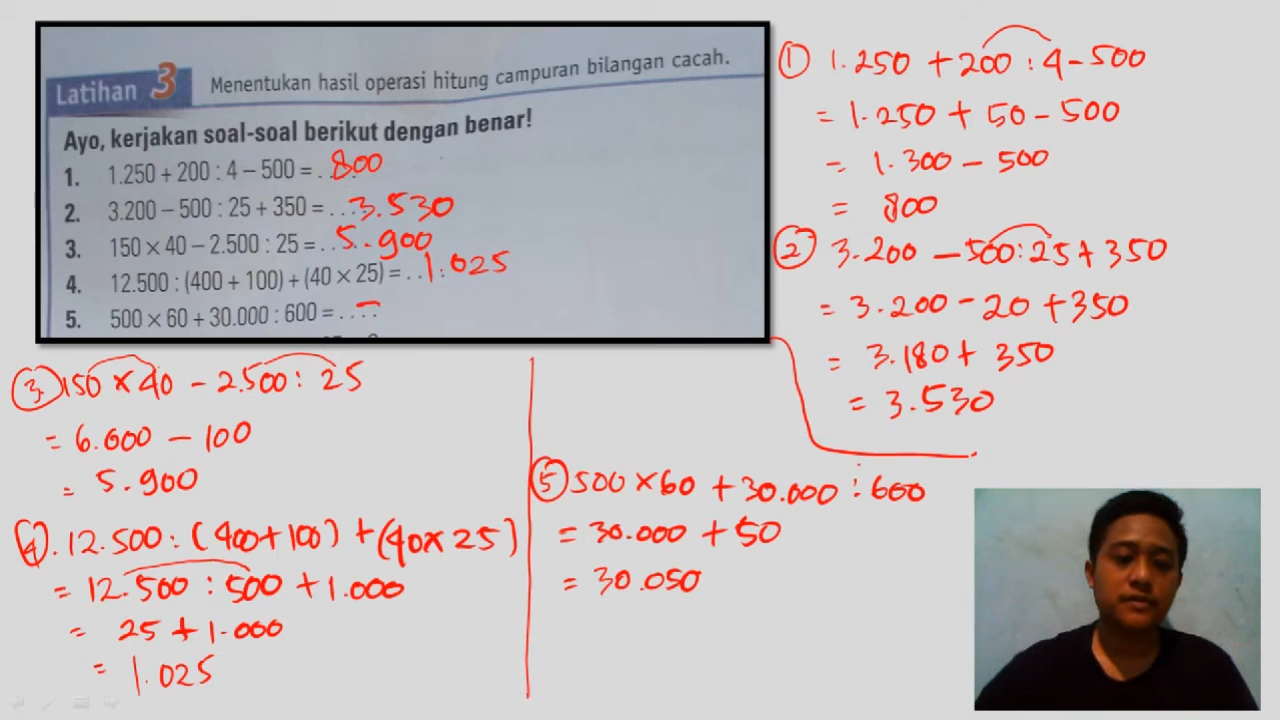 Latihan 3 Menentukan hasil operasi hitung campuran bilangan cacah.
Ayo, kerjakan soal-soal berikut dengan benar!
1. 1.250 + 200 : 4 – 500 = . . 800
2. 3.200 – 500 : 25 + 350 = . . . 3.530
3. 150 × 40 – 2.500 : 25 = . . 5.900
4. 12.500 : (400 + 100) + (40 × 25) = . . 1.025
5. 500 × 60 + 30.000 : 600 = . . . .
① 1.250 + 200 : 4 – 500
= 1.250 + 50 – 500
= 1.300 – 500
= 800
② 3.200 – 500 : 25 + 350
= 3.200 – 20 + 350
= 3.180 + 350
= 3.530
③ 150 × 40 – 2.500 : 25
= 6.000 – 100
= 5.900
④. 12.500 : (400 + 100) + (40 × 25)
= 12.500 : 500 + 1.000
= 25 + 1.000
= 1.025
⑤ 500 × 60 + 30.000 : 600
= 30.000 + 50
= 30.050